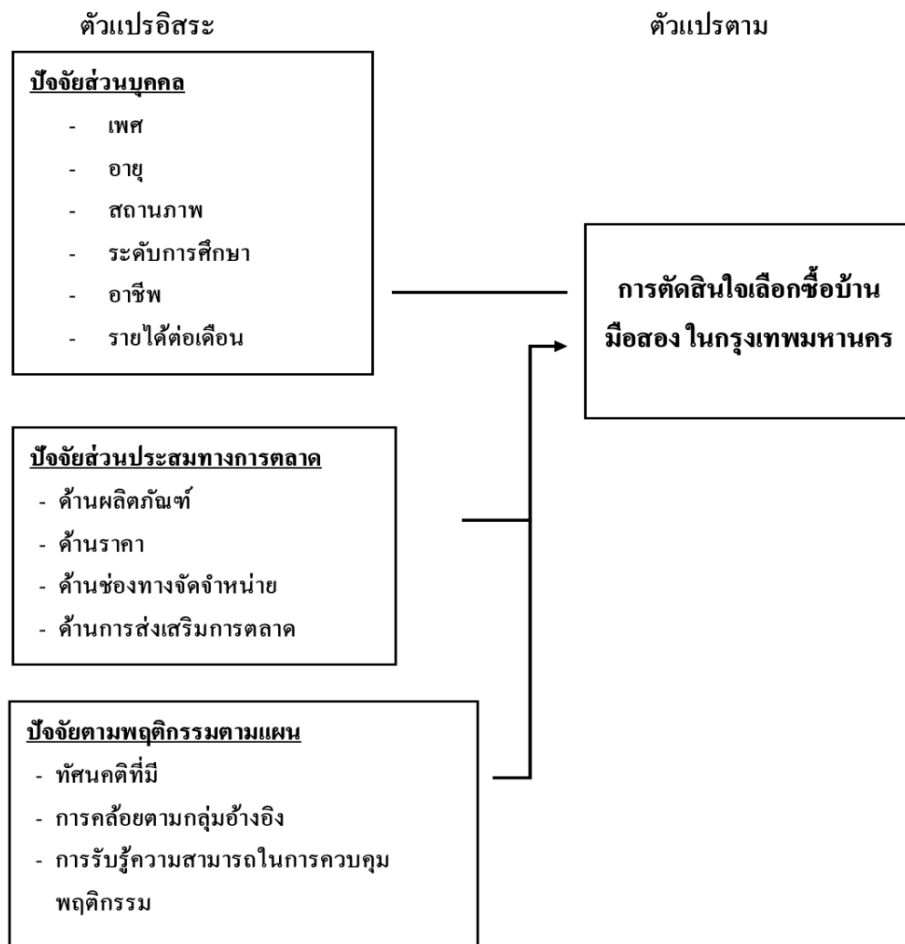 ตัวแปรอิสระ
ตัวแปรตาม
ปัจจัยส่วนบุคคล
- เพศ
- อายุ
- สถานภาพ
- ระดับการศึกษา
- อาชีพ
- รายได้ต่อเดือน
การตัดสินใจเลือกซื้อบ้าน
มือสอง ในกรุงเทพมหานคร
ปัจจัยส่วนประสมทางการตลาด
- ด้านผลิตภัณฑ์
- ด้านราคา
- ด้านช่องทางจัดจำหน่าย
- ด้านการส่งเสริมการตลาด
ปัจจัยตามพฤติกรรมตามแผน
- ทัศนคติที่มี
- การคล้อยตามกลุ่มอ้างอิง
- การรับรู้ความสามารถในการควบคุม
พฤติกรรม